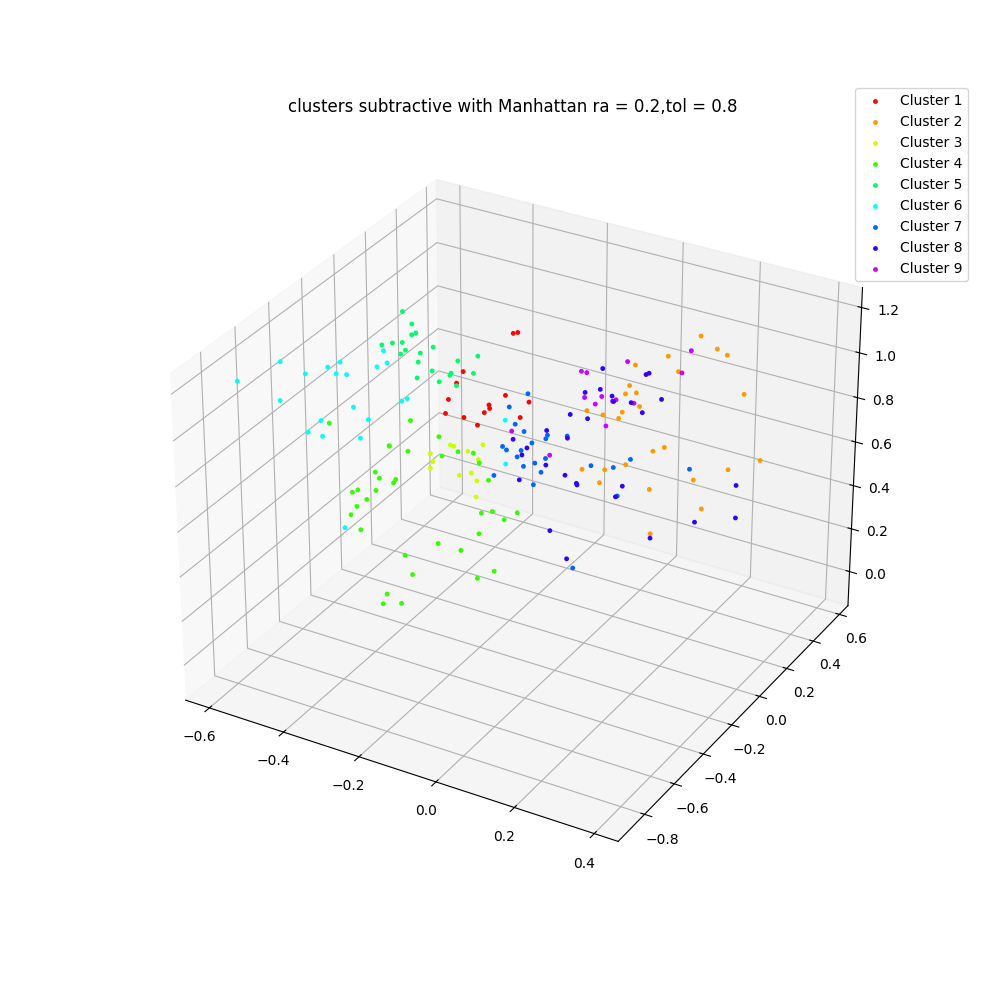 clusters subtractive with Manhattan ra = 0.2,tol = 0.8
Cluster 1
Cluster 2
Cluster 3
Cluster 4
Cluster 5
Cluster 6
Cluster 7
Cluster 8
Cluster 9
1.2
1.0
0.8
0.6
0.4
0.2
0.0
0.6
0.4
0.2
0.0
−0.2
−0.4
−0.6
−0.8
−0.6
−0.4
−0.2
0.0
0.2
0.4